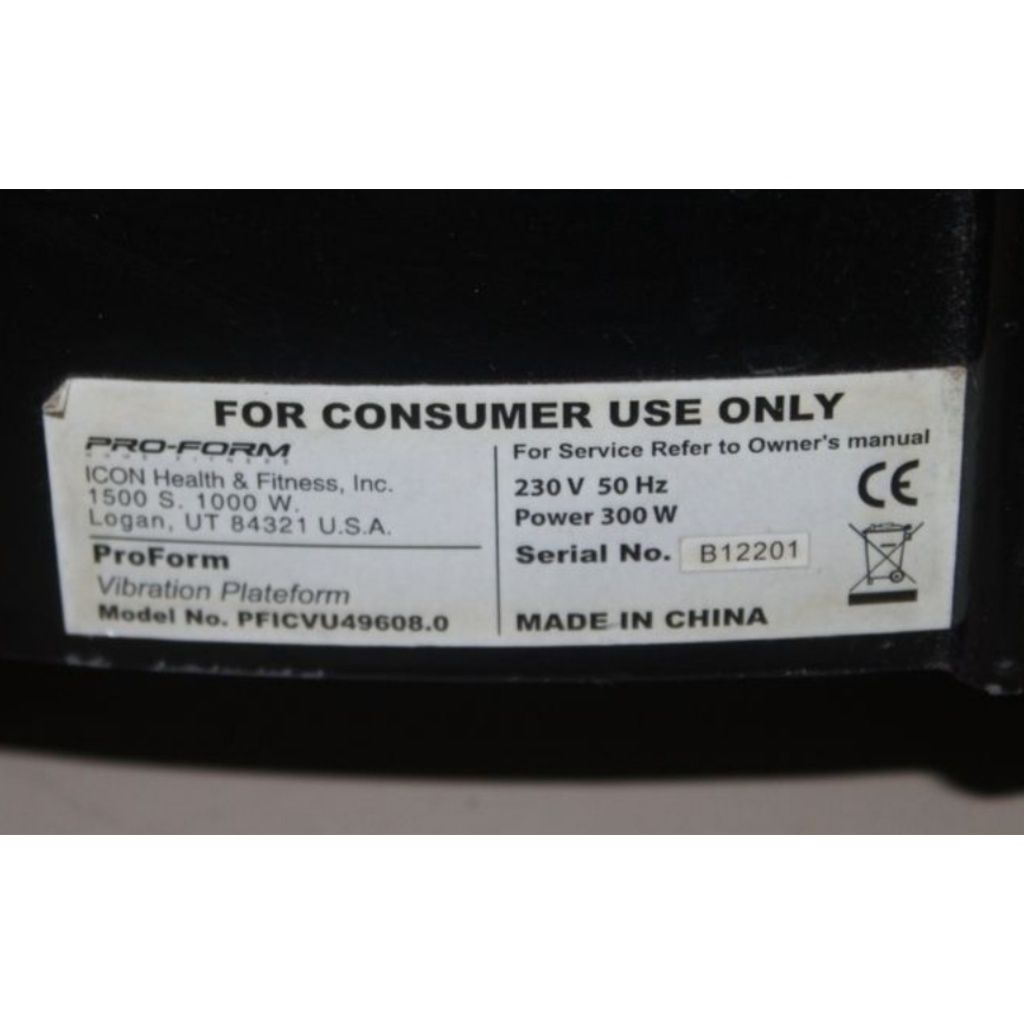 FOR CONSUMER USE ONLY
PRO-FORM
ICON Health & Fitness, Inc.
1500 S. 1000 W.
Logan, UT 84321 U.S.A.
ProForm
Vibration Plateform
Model No. PFICVU49608.0
For Service Refer to Owner's manual
230 V 50 Hz
Power 300 W
CE
Serial No. B12201
MADE IN CHINA